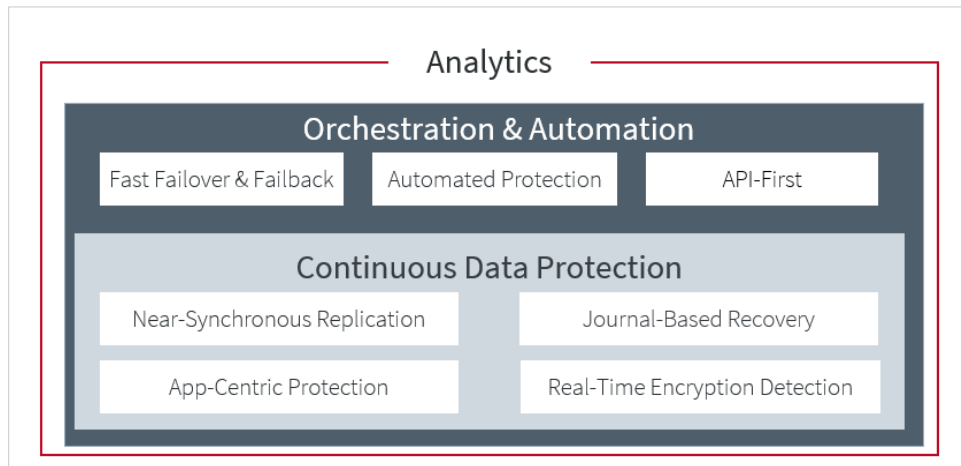 Analytics
Orchestration & Automation
Fast Failover & Failback
Automated Protection
API-First
Continuous Data Protection
Near-Synchronous Replication
Journal-Based Recovery
App-Centric Protection
Real-Time Encryption Detection